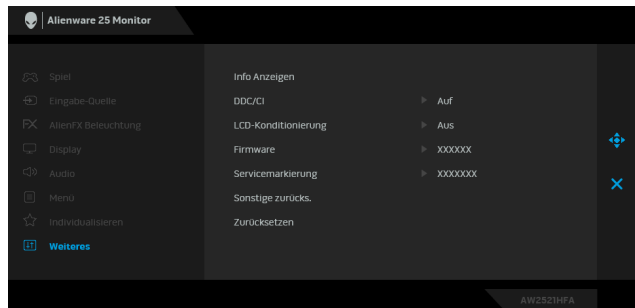 Alienware 25 Monitor
Spiel
Eingabe-Quelle
FX AlienFX Beleuchtung
Display
Audio
Menü
Individualisieren
Weiteres
Info Anzeigen
DDC/CI Auf
LCD-Konditionierung Aus
Firmware XXXXXX
Servicemarkierung XXXXXXX
Sonstige zurücks.
Zurücksetzen
AW2521HFA